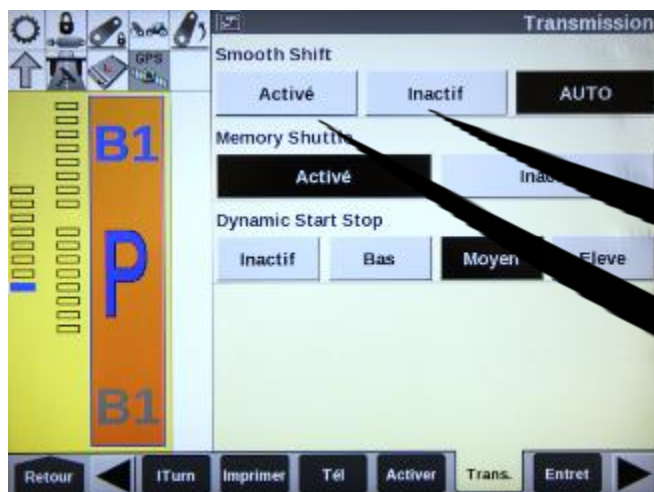 Transmission
GPS
Smooth Shift
Activé Inactif AUTO
Memory Shuttle
Activé
Dynamic Start Stop
Inactif Bas Moyen Eleve
B1
P
B1
Retour ITurn Imprimer Tél Activer Trans. Entret